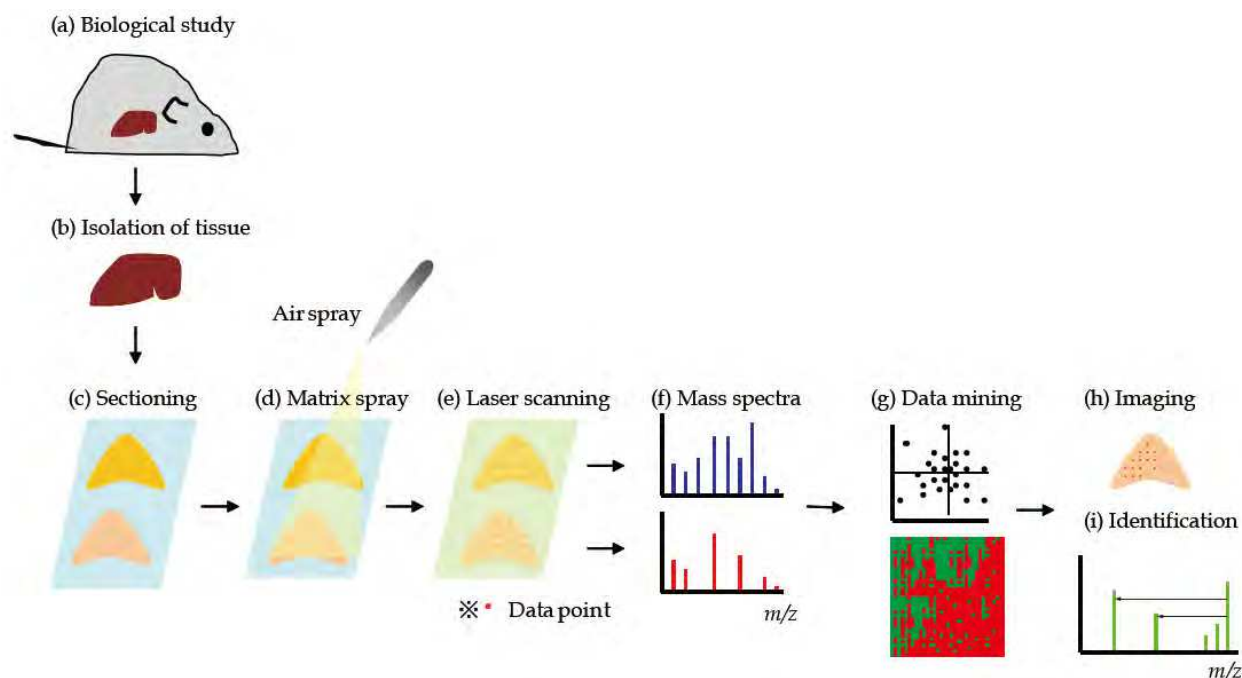 (a) Biological study
(b) Isolation of tissue
Air spray
(c) Sectioning
(d) Matrix spray
(e) Laser scanning
(f) Mass spectra
(g) Data mining
(h) Imaging
(i) Identification
※ Data point
m/z
m/z